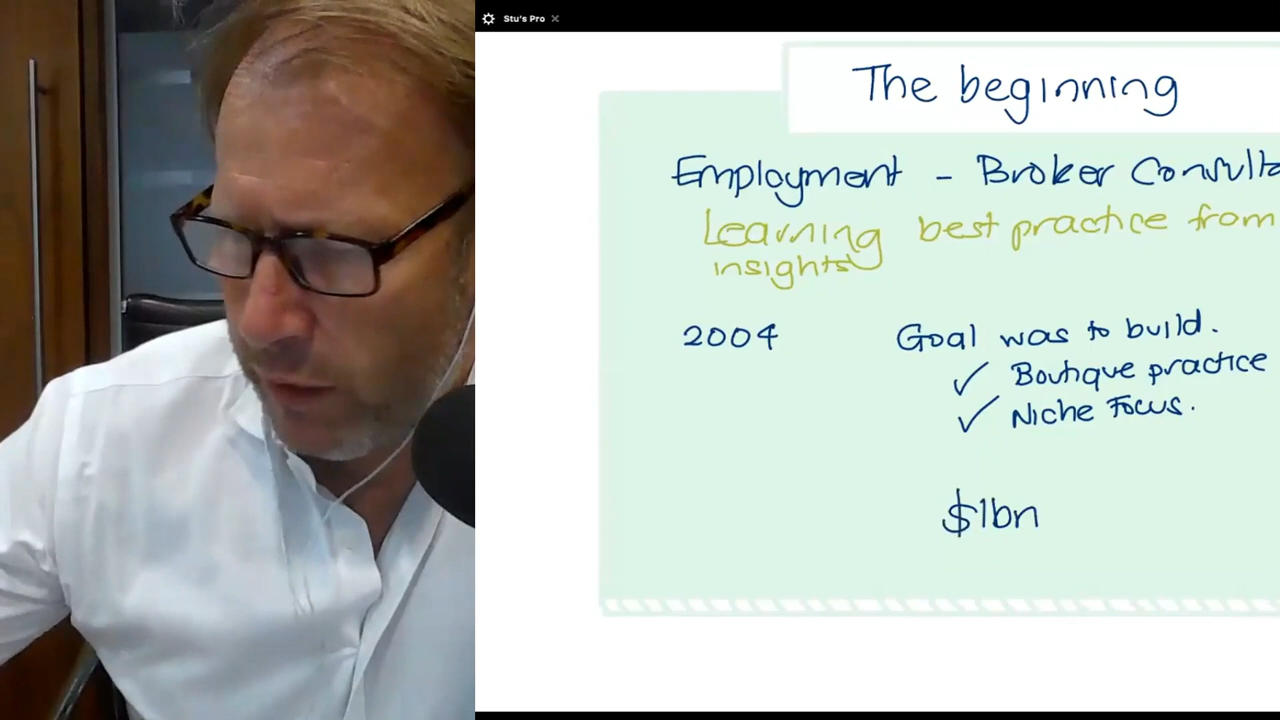 Stu's Pro
The beginning
Employment - Broker Consulta
Learning best practice from
insights
2004 Goal was to build.
✓ Boutique practice
✓ Niche Focus.
$1bn